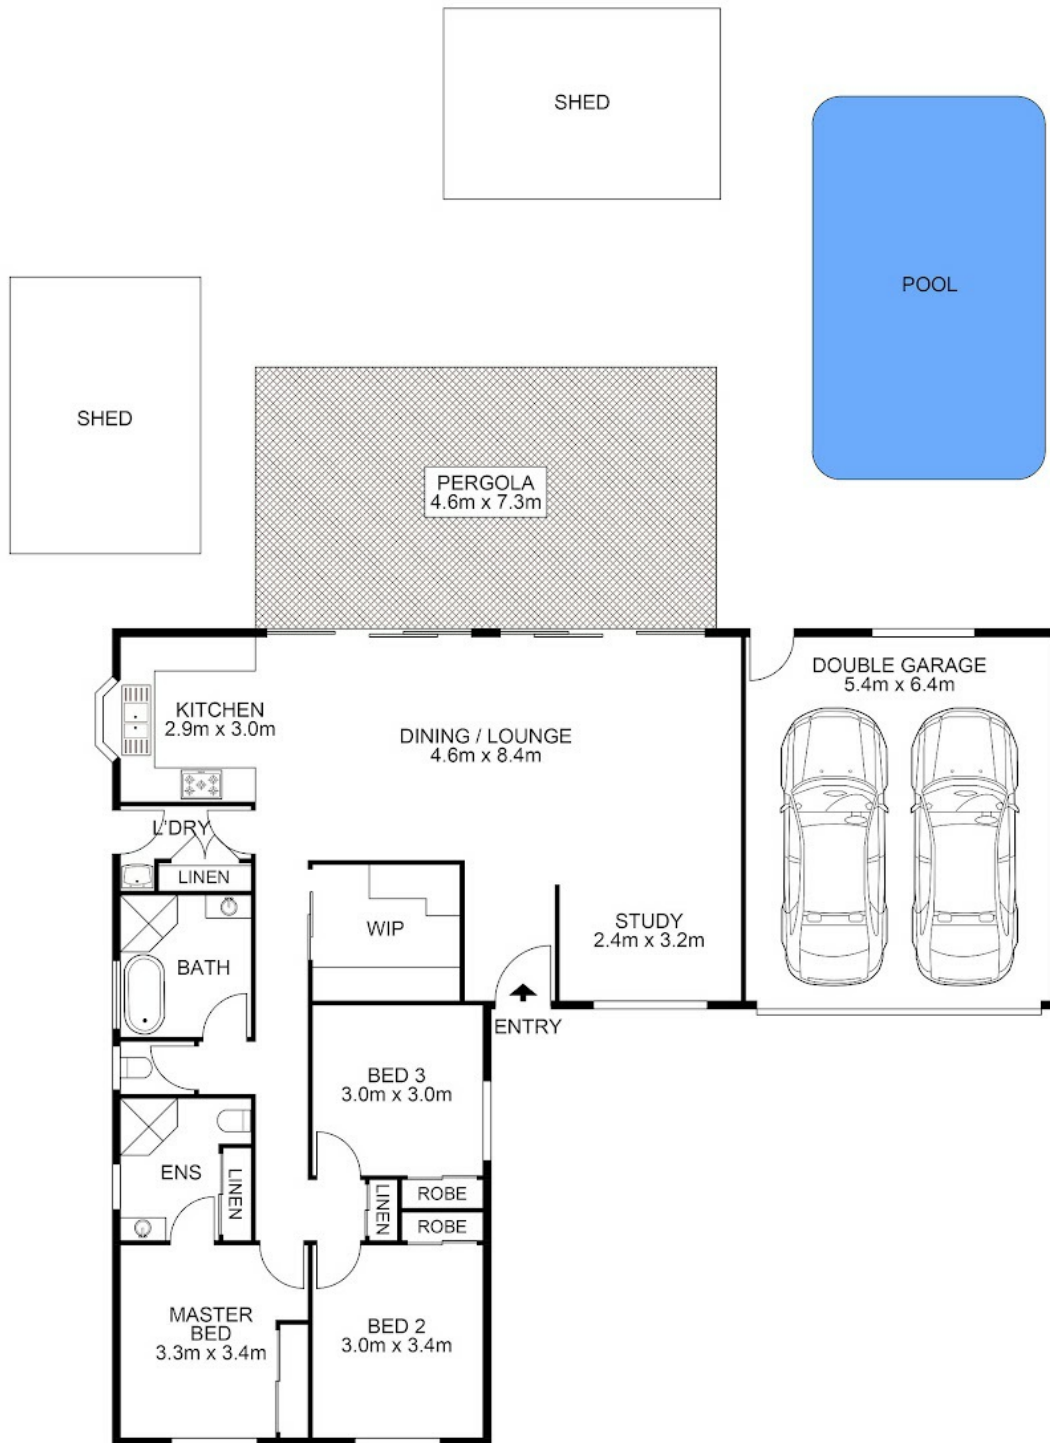 SHED
POOL
SHED
PERGOLA
4.6m x 7.3m
DOUBLE GARAGE
5.4m x 6.4m
KITCHEN
2.9m x 3.0m
DINING / LOUNGE
4.6m x 8.4m
L'DRY
LINEN
WIP
STUDY
2.4m x 3.2m
BATH
ENTRY
BED 3
3.0m x 3.0m
ENS
LINEN
LINEN
ROBE
ROBE
MASTER
BED
3.3m x 3.4m
BED 2
3.0m x 3.4m